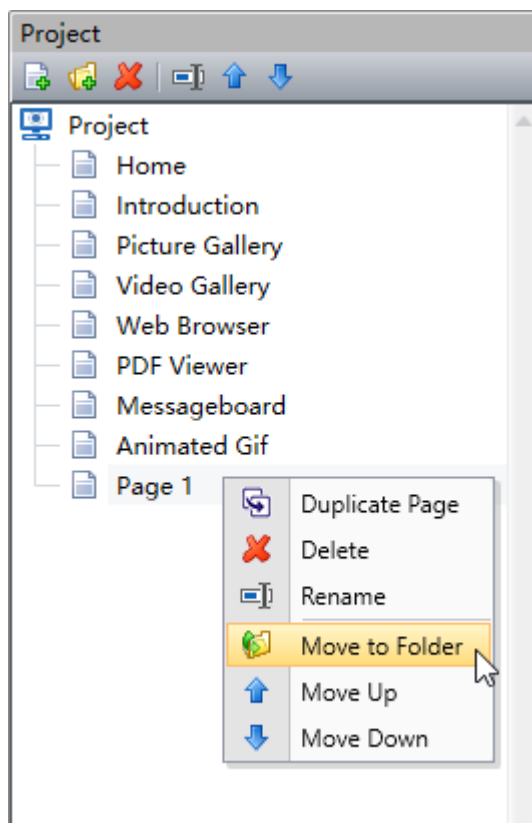 Project
Project
Home
Introduction
Picture Gallery
Video Gallery
Web Browser
PDF Viewer
Messageboard
Animated Gif
Page 1
Duplicate Page
Delete
Rename
Move to Folder
Move Up
Move Down